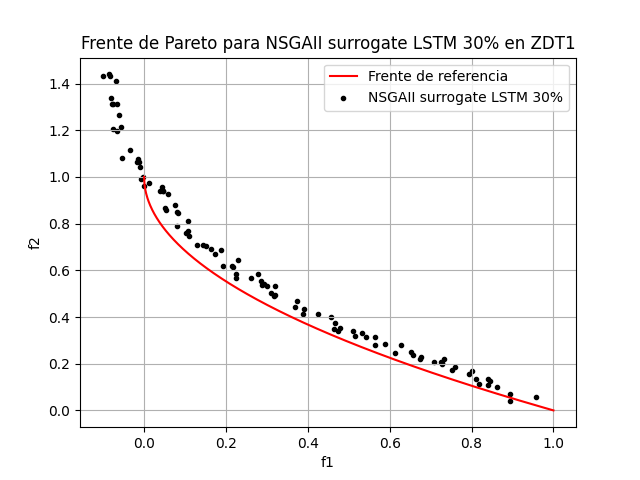 Frente de Pareto para NSGAII surrogate LSTM 30% en ZDT1
Frente de referencia
NSGAII surrogate LSTM 30%
f2
1.4
1.2
1.0
0.8
0.6
0.4
0.2
0.0
0.0 0.2 0.4 0.6 0.8 1.0
f1